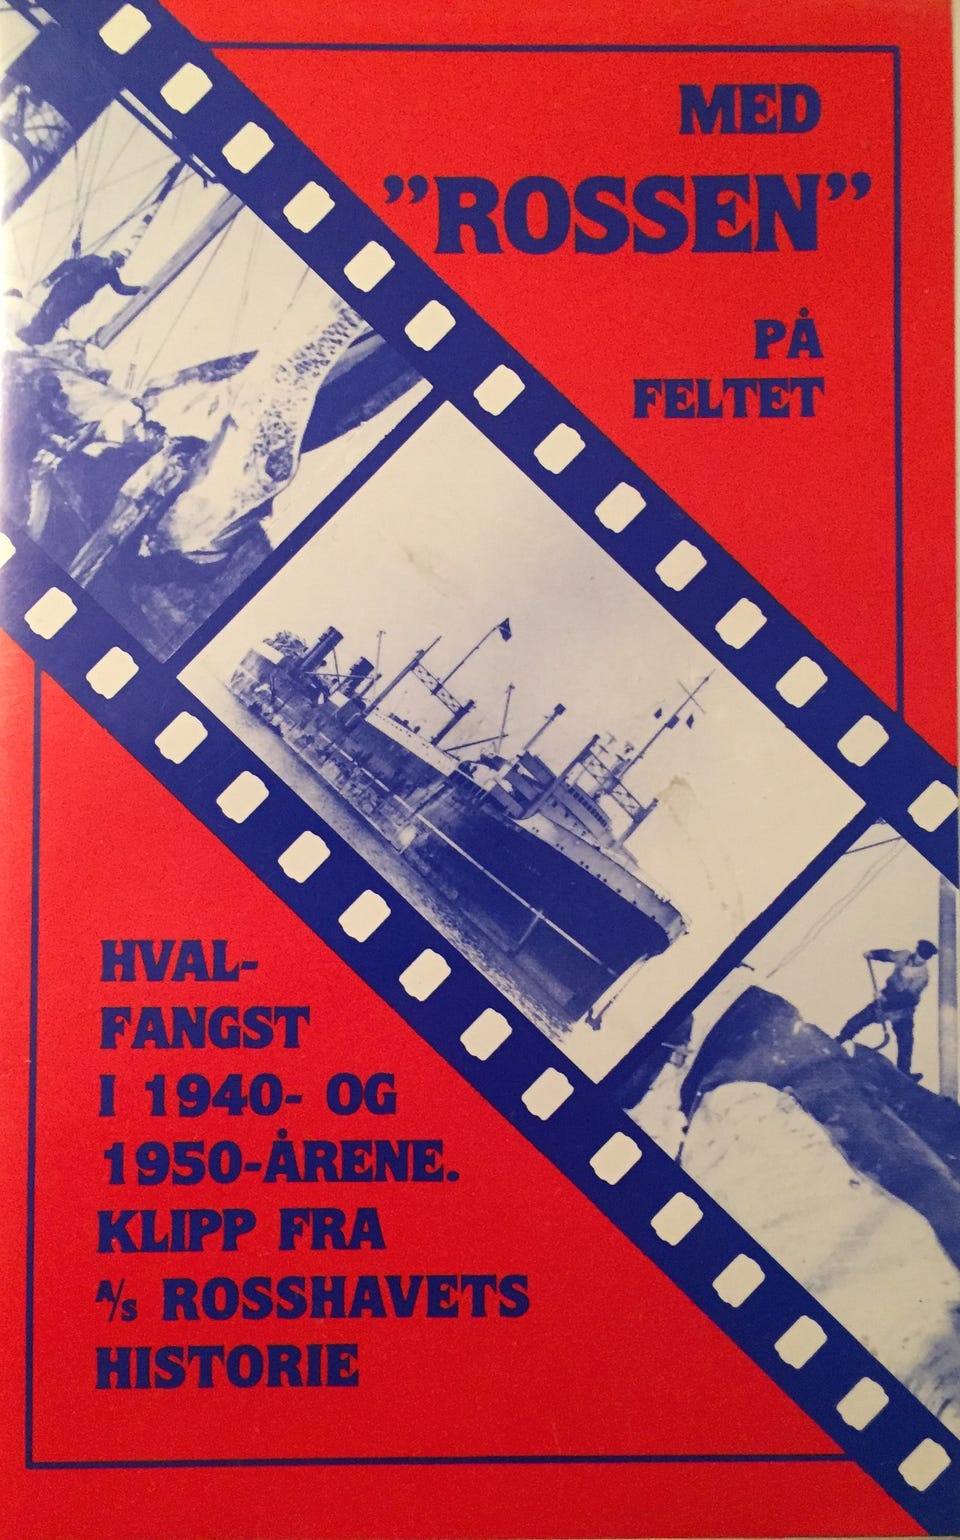 MED
”ROSSEN”
PÅ
FELTET
HVAL-
FANGST
I 1940- OG
1950-ÅRENE.
KLIPP FRA
A/S ROSSHAVETS
HISTORIE